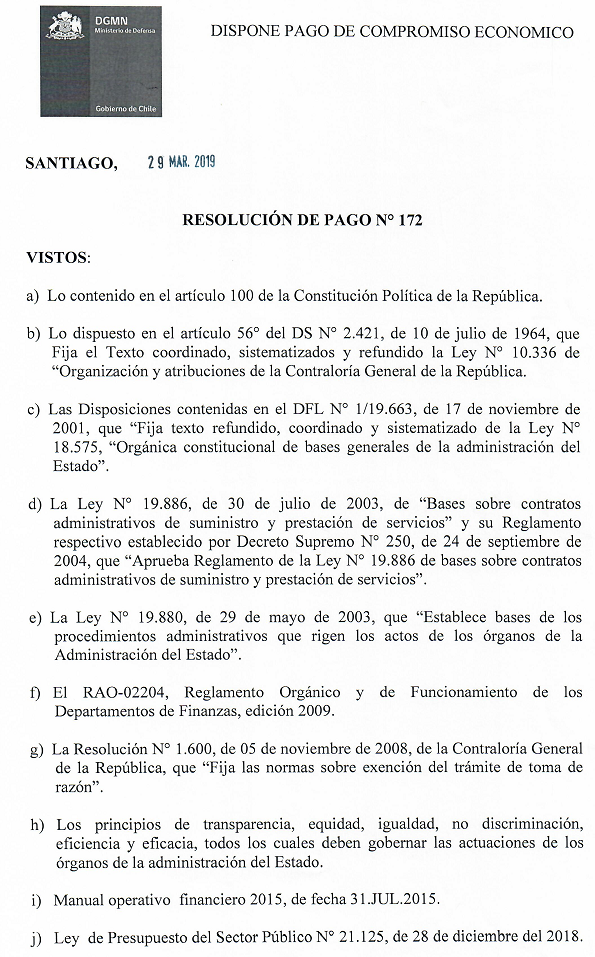 DGMN
Ministerio de Defensa
Gobierno de Chile
DISPONE PAGO DE COMPROMISO ECONOMICO
SANTIAGO, 29 MAR. 2019
RESOLUCIÓN DE PAGO N° 172
VISTOS:
a) Lo contenido en el artículo 100 de la Constitución Política de la República.
b) Lo dispuesto en el artículo 56° del DS N° 2.421, de 10 de julio de 1964, que
Fija el Texto coordinado, sistematizados y refundido la Ley N° 10.336 de
“Organización y atribuciones de la Contraloría General de la República.
c) Las Disposiciones contenidas en el DFL N° 1/19.663, de 17 de noviembre de
2001, que “Fija texto refundido, coordinado y sistematizado de la Ley N°
18.575, “Orgánica constitucional de bases generales de la administración del
Estado”.
d) La Ley N° 19.886, de 30 de julio de 2003, de “Bases sobre contratos
administrativos de suministro y prestación de servicios” y su Reglamento
respectivo establecido por Decreto Supremo N° 250, de 24 de septiembre de
2004, que “Aprueba Reglamento de la Ley N° 19.886 de bases sobre contratos
administrativos de suministro y prestación de servicios”.
e) La Ley N° 19.880, de 29 de mayo de 2003, que “Establece bases de los
procedimientos administrativos que rigen los actos de los órganos de la
Administración del Estado”.
f) El RAO-02204, Reglamento Orgánico y de Funcionamiento de los
Departamentos de Finanzas, edición 2009.
g) La Resolución N° 1.600, de 05 de noviembre de 2008, de la Contraloría General
de la República, que “Fija las normas sobre exención del trámite de toma de
razón”.
h) Los principios de transparencia, equidad, igualdad, no discriminación,
eficiencia y eficacia, todos los cuales deben gobernar las actuaciones de los
órganos de la administración del Estado.
i) Manual operativo financiero 2015, de fecha 31.JUL.2015.
j) Ley de Presupuesto del Sector Público N° 21.125, de 28 de diciembre del 2018.